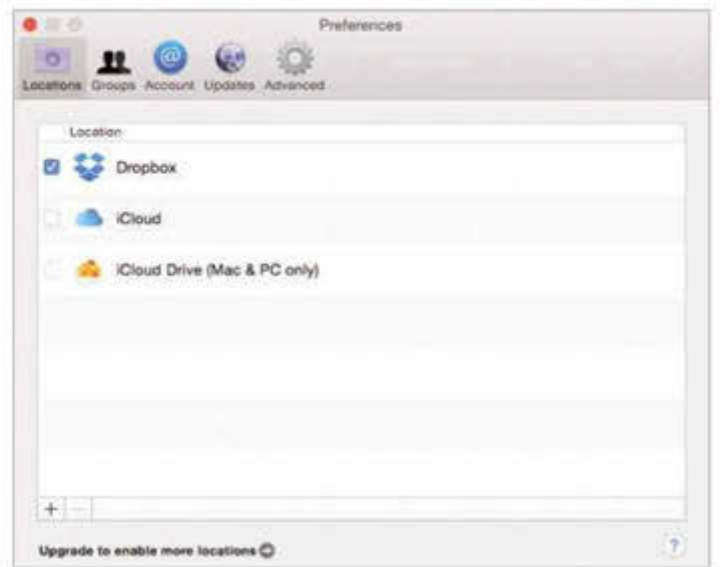 Preferences
Locations Groups Account Updates Advanced
Location
Dropbox
iCloud
iCloud Drive (Mac & PC only)
+ -
Upgrade to enable more locations
?